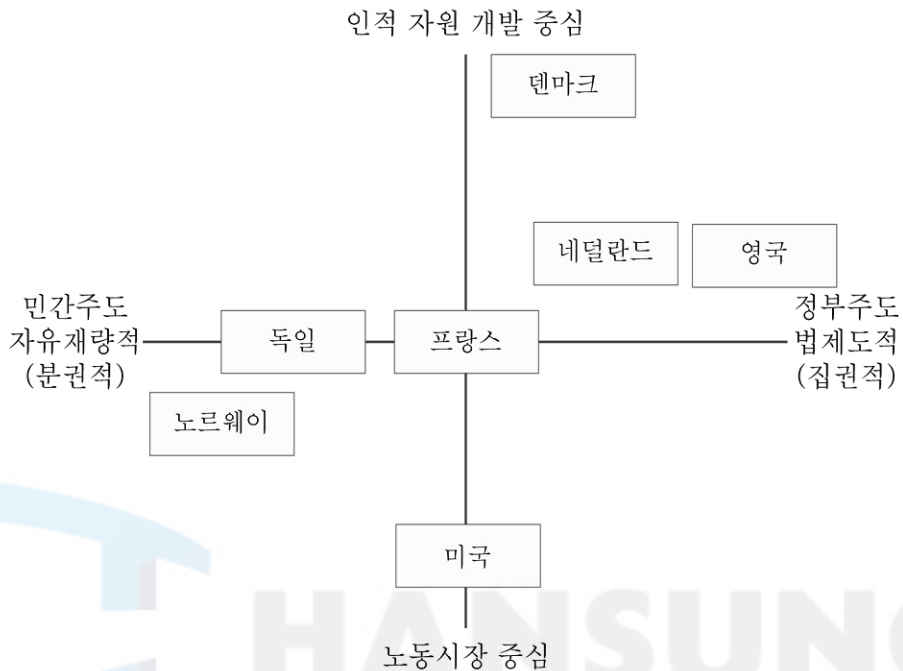 인적 자원 개발 중심
덴마크
네덜란드
영국
민간주도
자유재량적
(분권적)
독일
프랑스
정부주도
법제도적
(집권적)
노르웨이
미국
HANSUNG
노동시장 중심